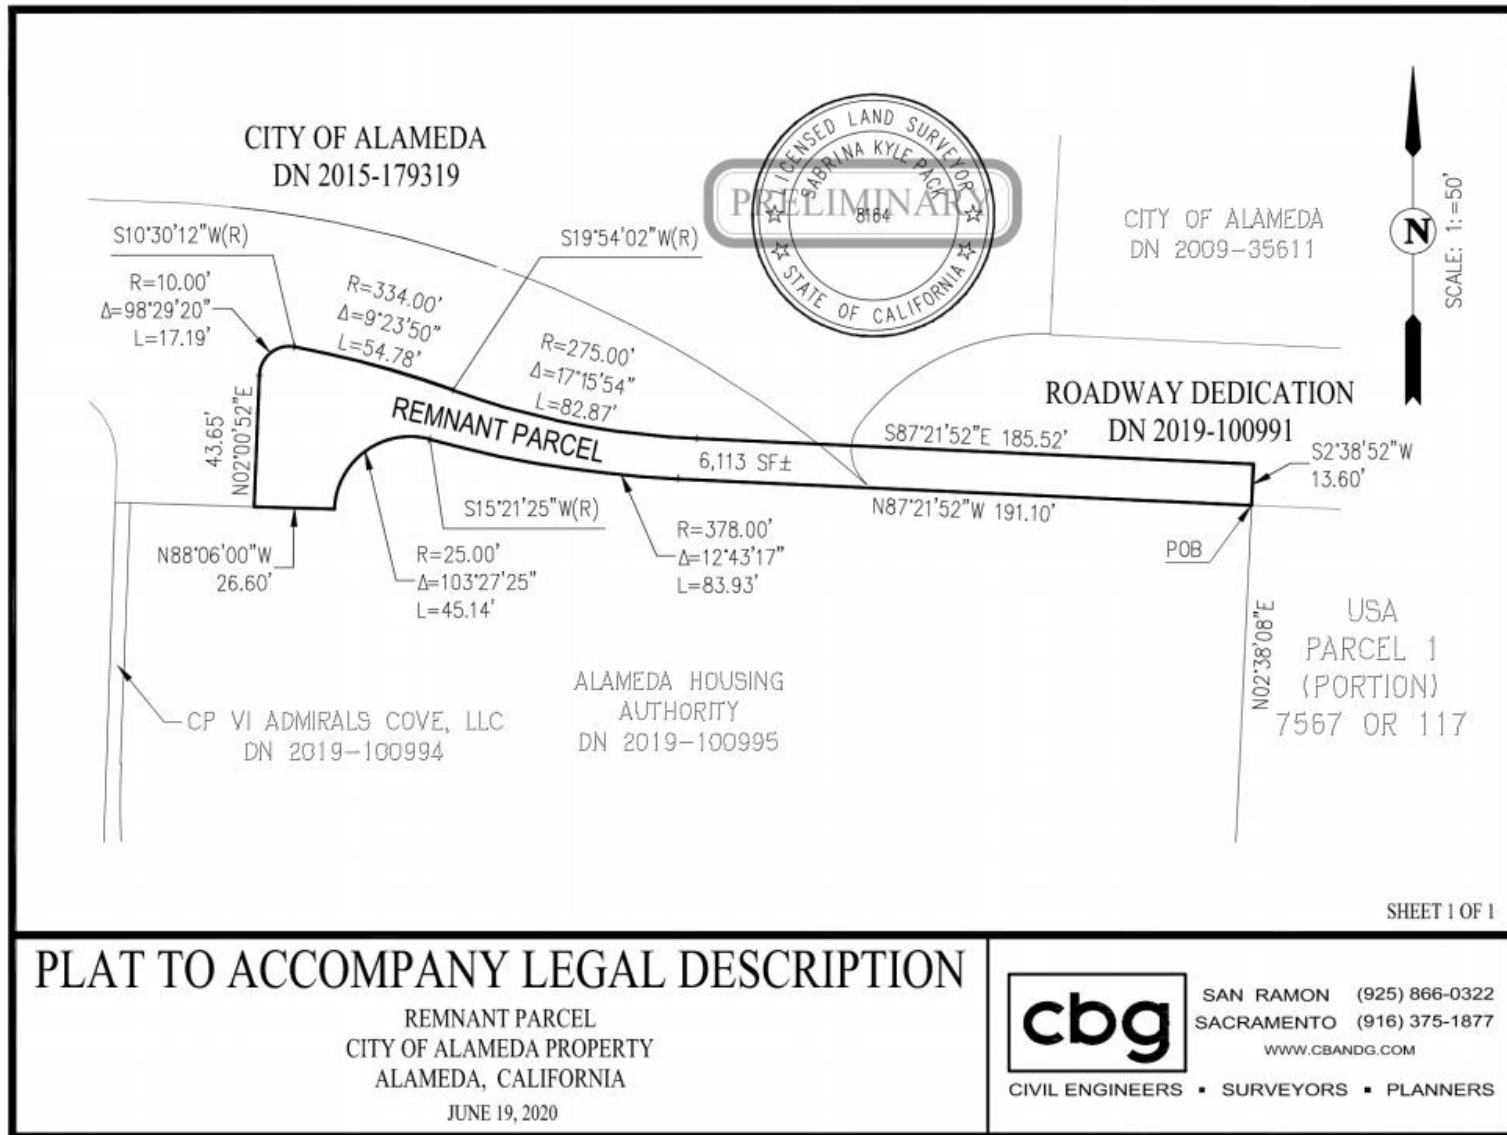 CITY OF ALAMEDA
DN 2015-179319
LICENSED LAND SURVEYOR
SABRINA KYLE PACK
PRELIMINARY
8164
STATE OF CALIFORNIA
CITY OF ALAMEDA
DN 2009-35611
N
SCALE: 1:=50'
S10°30'12"W(R)
S19°54'02"W(R)
R=10.00'
Δ=98°29'20"
L=17.19'
R=334.00'
Δ=9°23'50"
L=54.78'
R=275.00'
Δ=17°15'54"
L=82.87'
ROADWAY DEDICATION
DN 2019-100991
43.65'
N02°00'52"E
REMNANT PARCEL
6,113 SF±
S87°21'52"E 185.52'
S2°38'52"W
13.60'
S15°21'25"W(R)
N87°21'52"W 191.10'
N88°06'00"W
26.60'
R=25.00'
Δ=103°27'25"
L=45.14'
R=378.00'
Δ=12°43'17"
L=83.93'
POB
N02°38'08"E
USA
PARCEL 1
(PORTION)
7567 OR 117
CP VI ADMIRALS COVE, LLC
DN 2019-100994
ALAMEDA HOUSING
AUTHORITY
DN 2019-100995
SHEET 1 OF 1
PLAT TO ACCOMPANY LEGAL DESCRIPTION
REMNANT PARCEL
CITY OF ALAMEDA PROPERTY
ALAMEDA, CALIFORNIA
JUNE 19, 2020
cbg
SAN RAMON (925) 866-0322
SACRAMENTO (916) 375-1877
WWW.CBANDG.COM
CIVIL ENGINEERS ▪ SURVEYORS ▪ PLANNERS